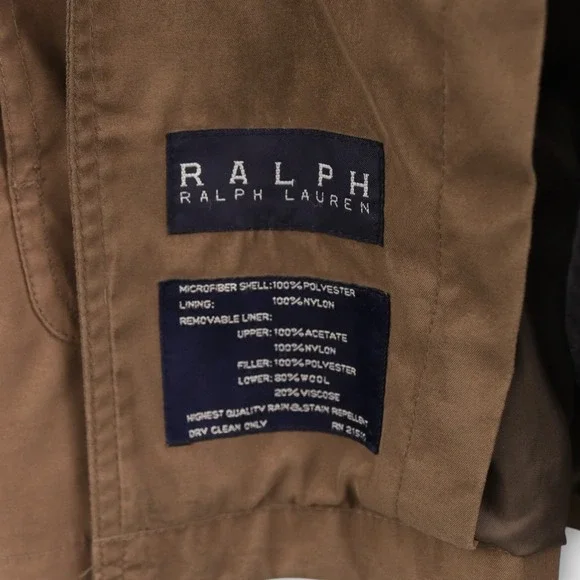 RALPH
RALPH LAUREN
MICROFIBER SHELL: 100% POLYESTER
LINING: 100% NYLON
REMOVABLE LINER:
UPPER: 100% ACETATE
100% NYLON
FILLER: 100% POLYESTER
LOWER: 80% WOOL
20% VISCOSE
HIGHEST QUALITY RAIN & STAIN REPELLENT
DRY CLEAN ONLY RN